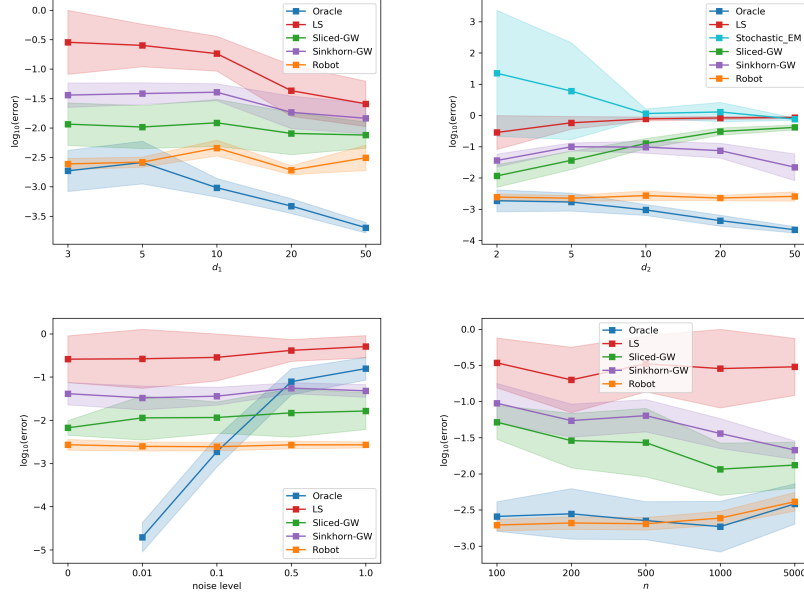 0.0
−0.5
−1.0
−1.5
−2.0
−2.5
−3.0
−3.5
log10(error)
3
5
10
20
50
d1
Oracle
LS
Sliced-GW
Sinkhorn-GW
Robot
3
2
1
0
−1
−2
−3
−4
log10(error)
2
5
10
20
50
d2
Oracle
LS
Stochastic_EM
Sliced-GW
Sinkhorn-GW
Robot
0
−1
−2
−3
−4
−5
log10(error)
0
0.01
0.1
0.5
1.0
noise level
Oracle
LS
Sliced-GW
Sinkhorn-GW
Robot
0.0
−0.5
−1.0
−1.5
−2.0
−2.5
−3.0
log10(error)
100
200
500
1000
5000
n
Oracle
LS
Sliced-GW
Sinkhorn-GW
Robot